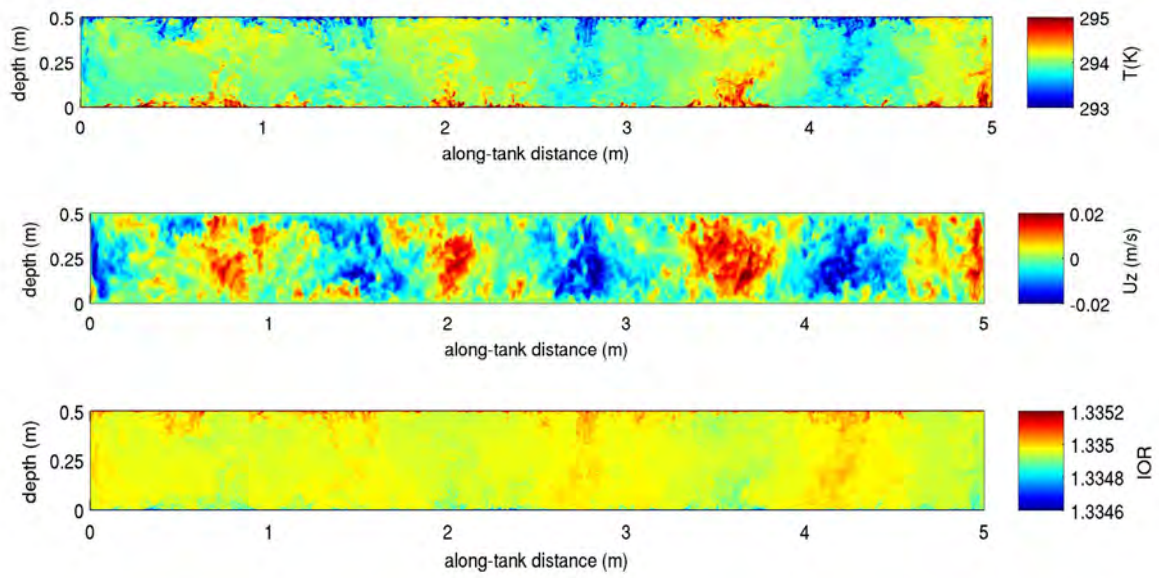 0.5
0.25
0
depth (m)
0 1 2 3 4 5
along-tank distance (m)
295
294
293
T(K)
0.5
0.25
0
depth (m)
0 1 2 3 4 5
along-tank distance (m)
0.02
0
-0.02
Uz (m/s)
0.5
0.25
0
depth (m)
0 1 2 3 4 5
along-tank distance (m)
1.3352
1.335
1.3348
1.3346
IOR